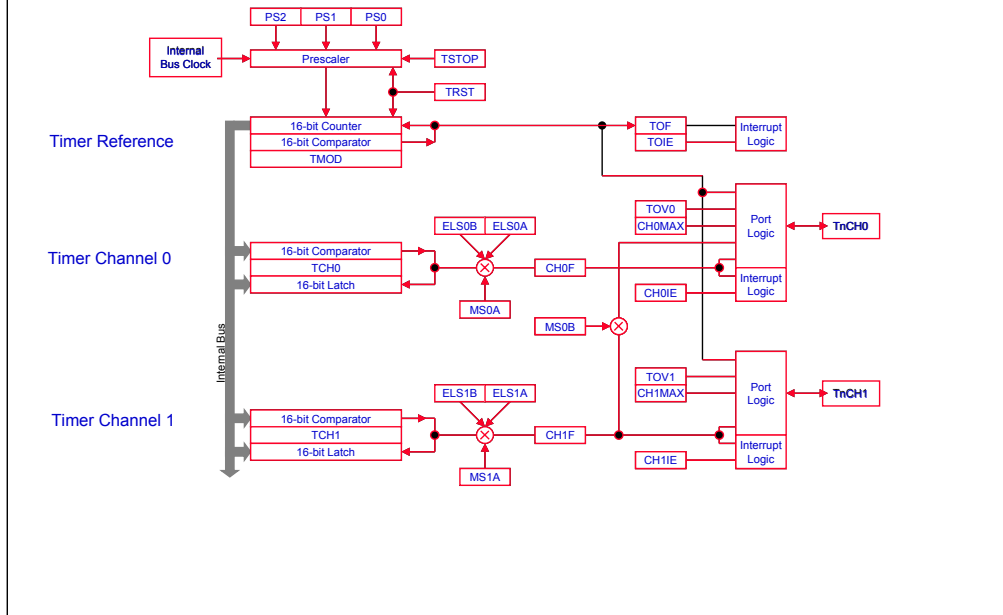 PS2 PS1 PS0
Internal
Bus Clock
Prescaler
TSTOP
TRST
Timer Reference
16-bit Counter
16-bit Comparator
TMOD
TOF
TOIE
Interrupt
Logic
Timer Channel 0
16-bit Comparator
TCH0
16-bit Latch
ELS0B ELS0A
MS0A
CH0F
TOV0
CH0MAX
CH0IE
Port
Logic
Interrupt
Logic
TnCH0
MS0B
Internal Bus
Timer Channel 1
16-bit Comparator
TCH1
16-bit Latch
ELS1B ELS1A
MS1A
CH1F
TOV1
CH1MAX
CH1IE
Port
Logic
Interrupt
Logic
TnCH1